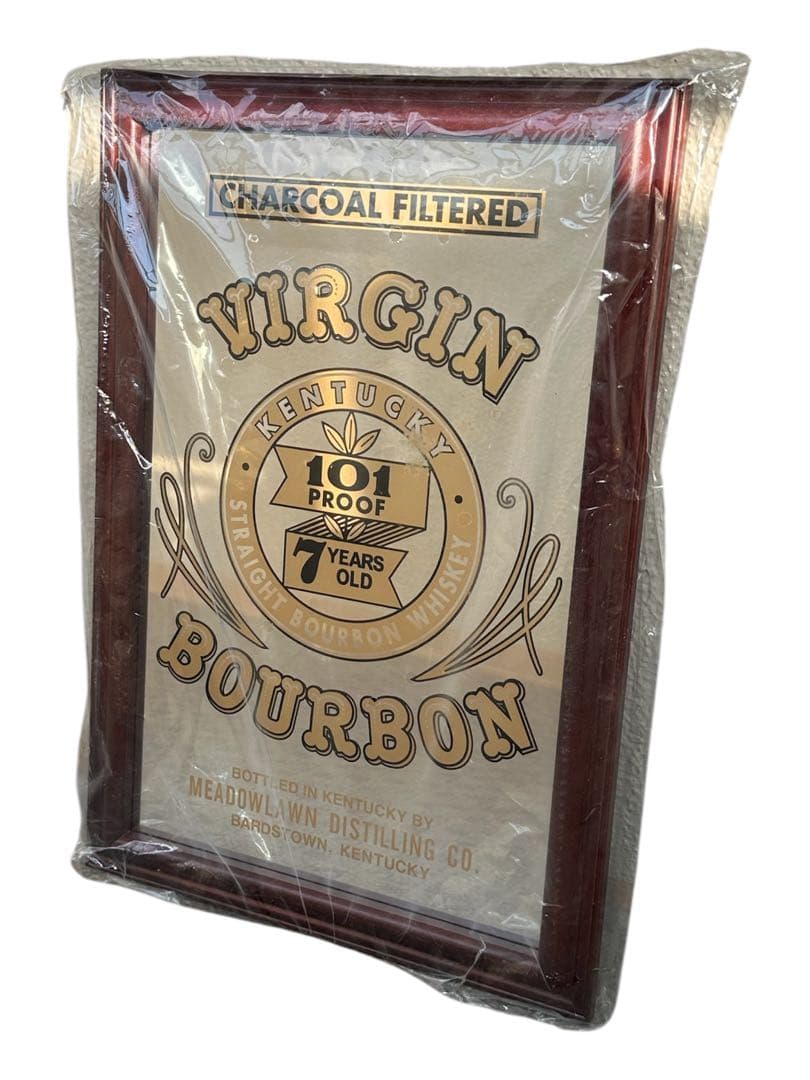 CHARCOAL FILTERED
VIRGIN
KENTUCKY
101
PROOF
7 YEARS
OLD
STRAIGHT BOURBON WHISKEY
BOURBON
BOTTLED IN KENTUCKY BY
MEADOWLAWN DISTILLING CO.
BARDSTOWN, KENTUCKY